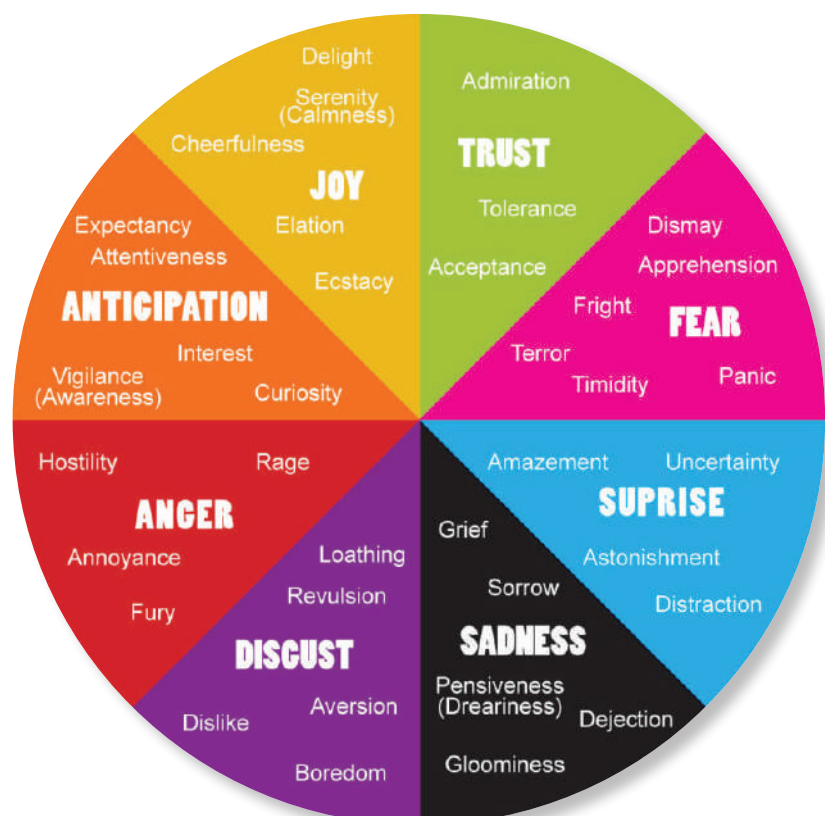 Delight
Serenity
(Calmness)
Cheerfulness
JOY
Elation
Ecstacy
Admiration
TRUST
Tolerance
Acceptance
Dismay
Apprehension
Fright
FEAR
Terror
Timidity
Panic
Amazement
Uncertainty
SUPRISE
Astonishment
Distraction
Grief
Sorrow
SADNESS
Pensiveness
(Dreariness)
Dejection
Gloominess
Loathing
Revulsion
DISGUST
Aversion
Dislike
Boredom
Hostility
Rage
ANGER
Annoyance
Fury
Expectancy
Attentiveness
ANTICIPATION
Interest
Vigilance
(Awareness)
Curiosity